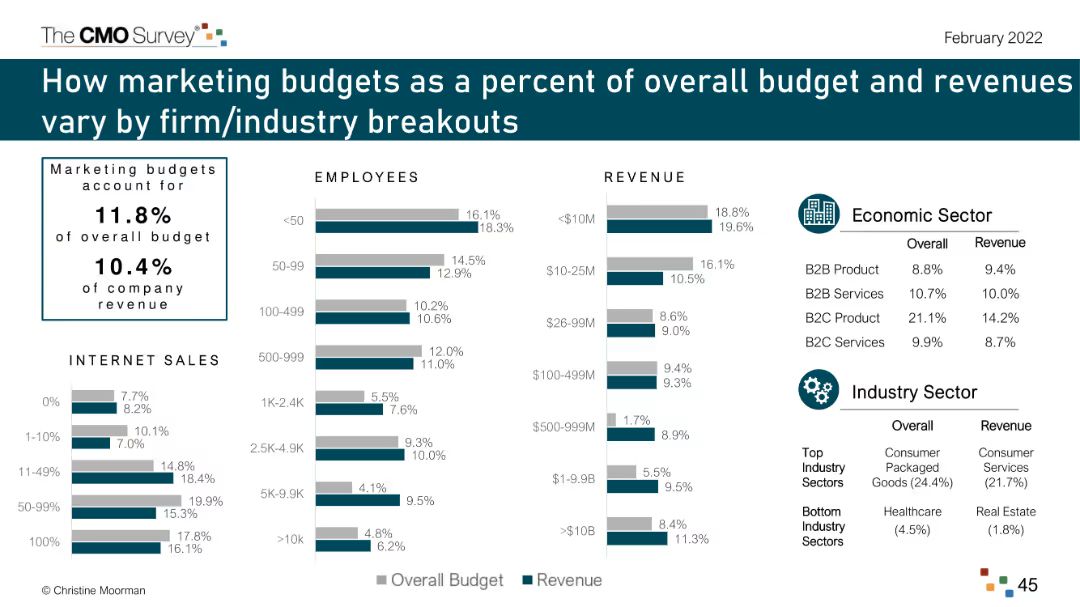 The CMO Survey®
February 2022
How marketing budgets as a percent of overall budget and revenues
vary by firm/industry breakouts
Marketing budgets
account for
11.8%
of overall budget
10.4%
of company
revenue
INTERNET SALES
0% 7.7% 8.2%
1-10% 10.1% 7.0%
11-49% 14.8% 18.4%
50-99% 19.9% 15.3%
100% 17.8% 16.1%
EMPLOYEES
<50 16.1% 18.3%
50-99 14.5% 12.9%
100-499 10.2% 10.6%
500-999 12.0% 11.0%
1K-2.4K 5.5% 7.6%
2.5K-4.9K 9.3% 10.0%
5K-9.9K 4.1% 9.5%
>10k 4.8% 6.2%
REVENUE
<$10M 18.8% 19.6%
$10-25M 16.1% 10.5%
$26-99M 8.6% 9.0%
$100-499M 9.4% 9.3%
$500-999M 1.7% 8.9%
$1-9.9B 5.5% 9.5%
>$10B 8.4% 11.3%
Overall Budget Revenue
Economic Sector
Overall Revenue
B2B Product 8.8% 9.4%
B2B Services 10.7% 10.0%
B2C Product 21.1% 14.2%
B2C Services 9.9% 8.7%
Industry Sector
Overall Revenue
Top Consumer Consumer
Industry Packaged Services
Sectors Goods (24.4%) (21.7%)
Bottom Healthcare Real Estate
Industry (4.5%) (1.8%)
Sectors
© Christine Moorman
45